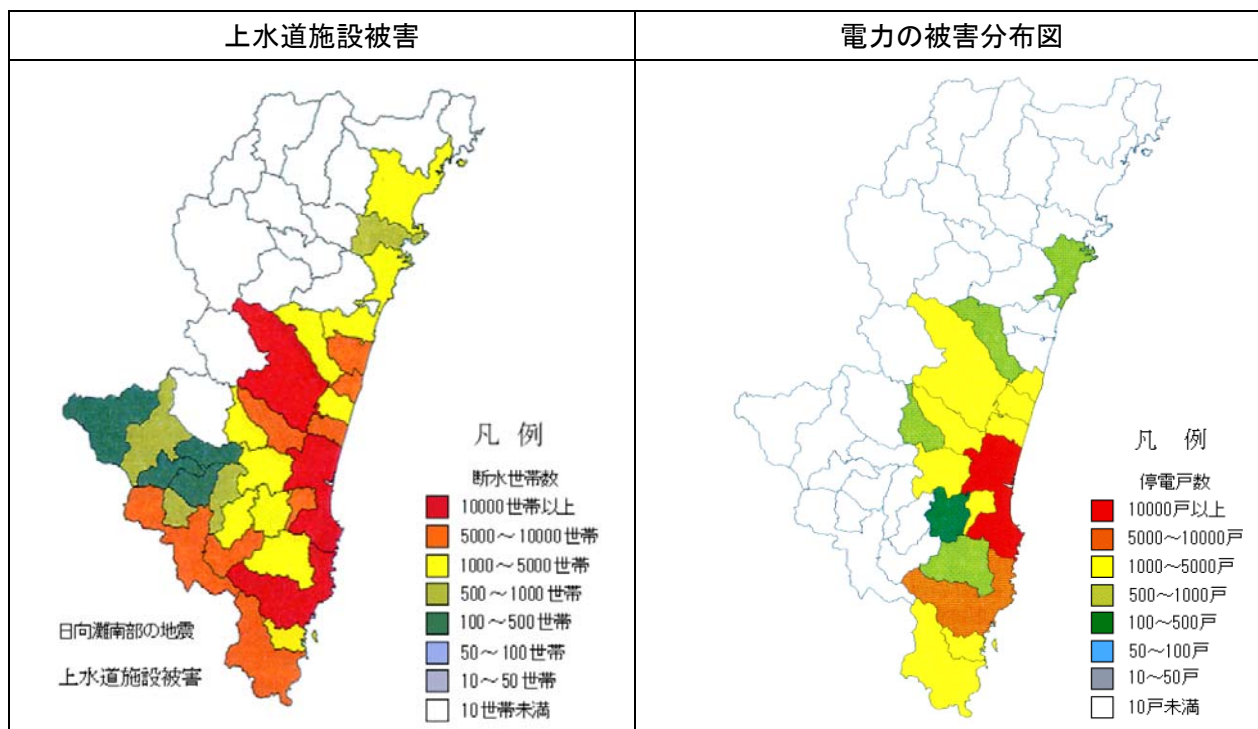 上水道施設被害
電力の被害分布図
凡例
断水世帯数
10000世帯以上
5000～10000世帯
1000～5000世帯
500～1000世帯
100～500世帯
50～100世帯
10～50世帯
10世帯未満
日向灘南部の地震
上水道施設被害
凡例
停電戸数
10000戸以上
5000～10000戸
1000～5000戸
500～1000戸
100～500戸
50～100戸
10～50戸
10戸未満